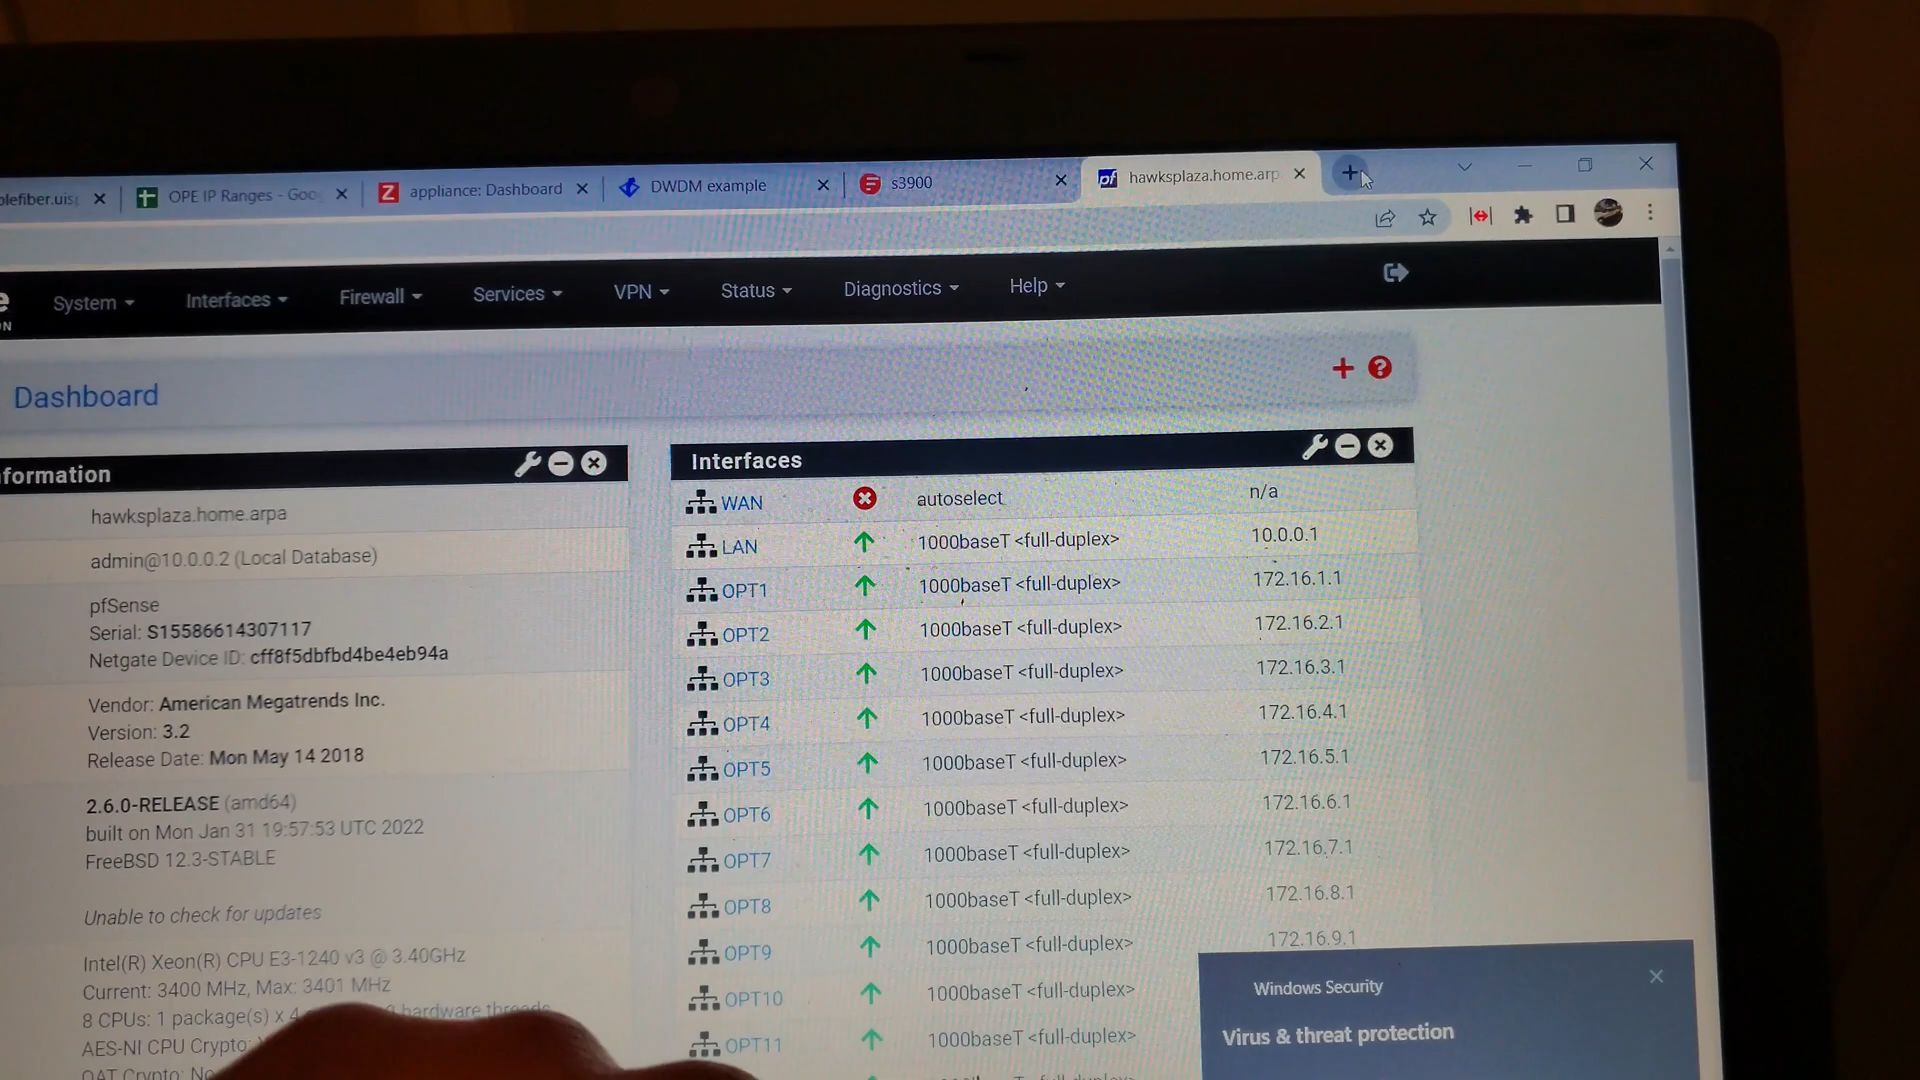 OPE IP Ranges - Goo
appliance: Dashboard
DWDM example
s3900
pf hawksplaza.home.arp
System
Interfaces
Firewall
Services
VPN
Status
Diagnostics
Help
Dashboard
formation
hawksplaza.home.arpa
admin@10.0.0.2 (Local Database)
pfSense
Serial: S15586614307117
Netgate Device ID: cff8f5dbfbd4be4eb94a
Vendor: American Megatrends Inc.
Version: 3.2
Release Date: Mon May 14 2018
2.6.0-RELEASE (amd64)
built on Mon Jan 31 19:57:53 UTC 2022
FreeBSD 12.3-STABLE
Unable to check for updates
Intel(R) Xeon(R) CPU E3-1240 v3 @ 3.40GHz
Current: 3400 MHz, Max: 3401 MHz
8 CPUs: 1 package(s) x 4 hardware threads
AES-NI CPU Crypto:
QAT Crypto: No
Interfaces
WAN autoselect n/a
LAN 1000baseT <full-duplex> 10.0.0.1
OPT1 1000baseT <full-duplex> 172.16.1.1
OPT2 1000baseT <full-duplex> 172.16.2.1
OPT3 1000baseT <full-duplex> 172.16.3.1
OPT4 1000baseT <full-duplex> 172.16.4.1
OPT5 1000baseT <full-duplex> 172.16.5.1
OPT6 1000baseT <full-duplex> 172.16.6.1
OPT7 1000baseT <full-duplex> 172.16.7.1
OPT8 1000baseT <full-duplex> 172.16.8.1
OPT9 1000baseT <full-duplex> 172.16.9.1
OPT10 1000baseT <full-duplex>
OPT11 1000baseT <full-duplex>
Windows Security
Virus & threat protection